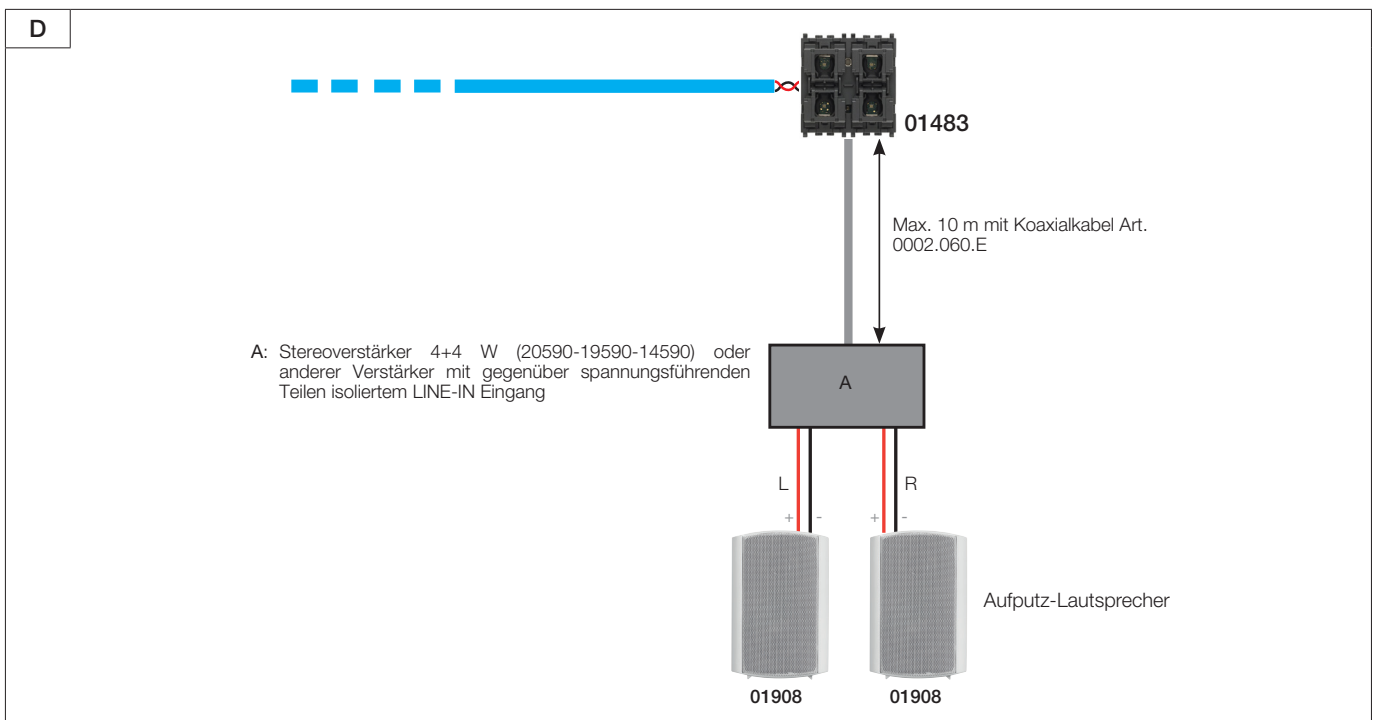 D
01483
Max. 10 m mit Koaxialkabel Art.
0002.060.E
A: Stereoverstärker 4+4 W (20590-19590-14590) oder
anderer Verstärker mit gegenüber spannungsführenden
Teilen isoliertem LINE-IN Eingang
A
L
R
+ -
+ -
Aufputz-Lautsprecher
01908
01908